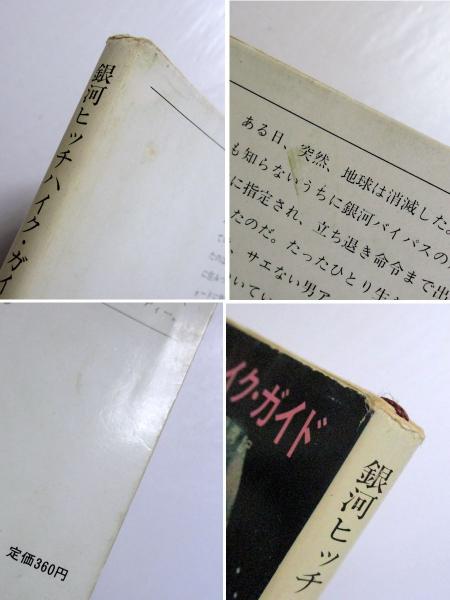 銀河ヒッチハイク・ガイ
ある日、突然、地球は消滅した。
も知らないうちに銀河バイパスの
に指定され、立ち退き命令まで出
たのだ。たったひとり生
、サエない男ア
いてい
定価360円
イク・ガイド
銀河ヒッチ